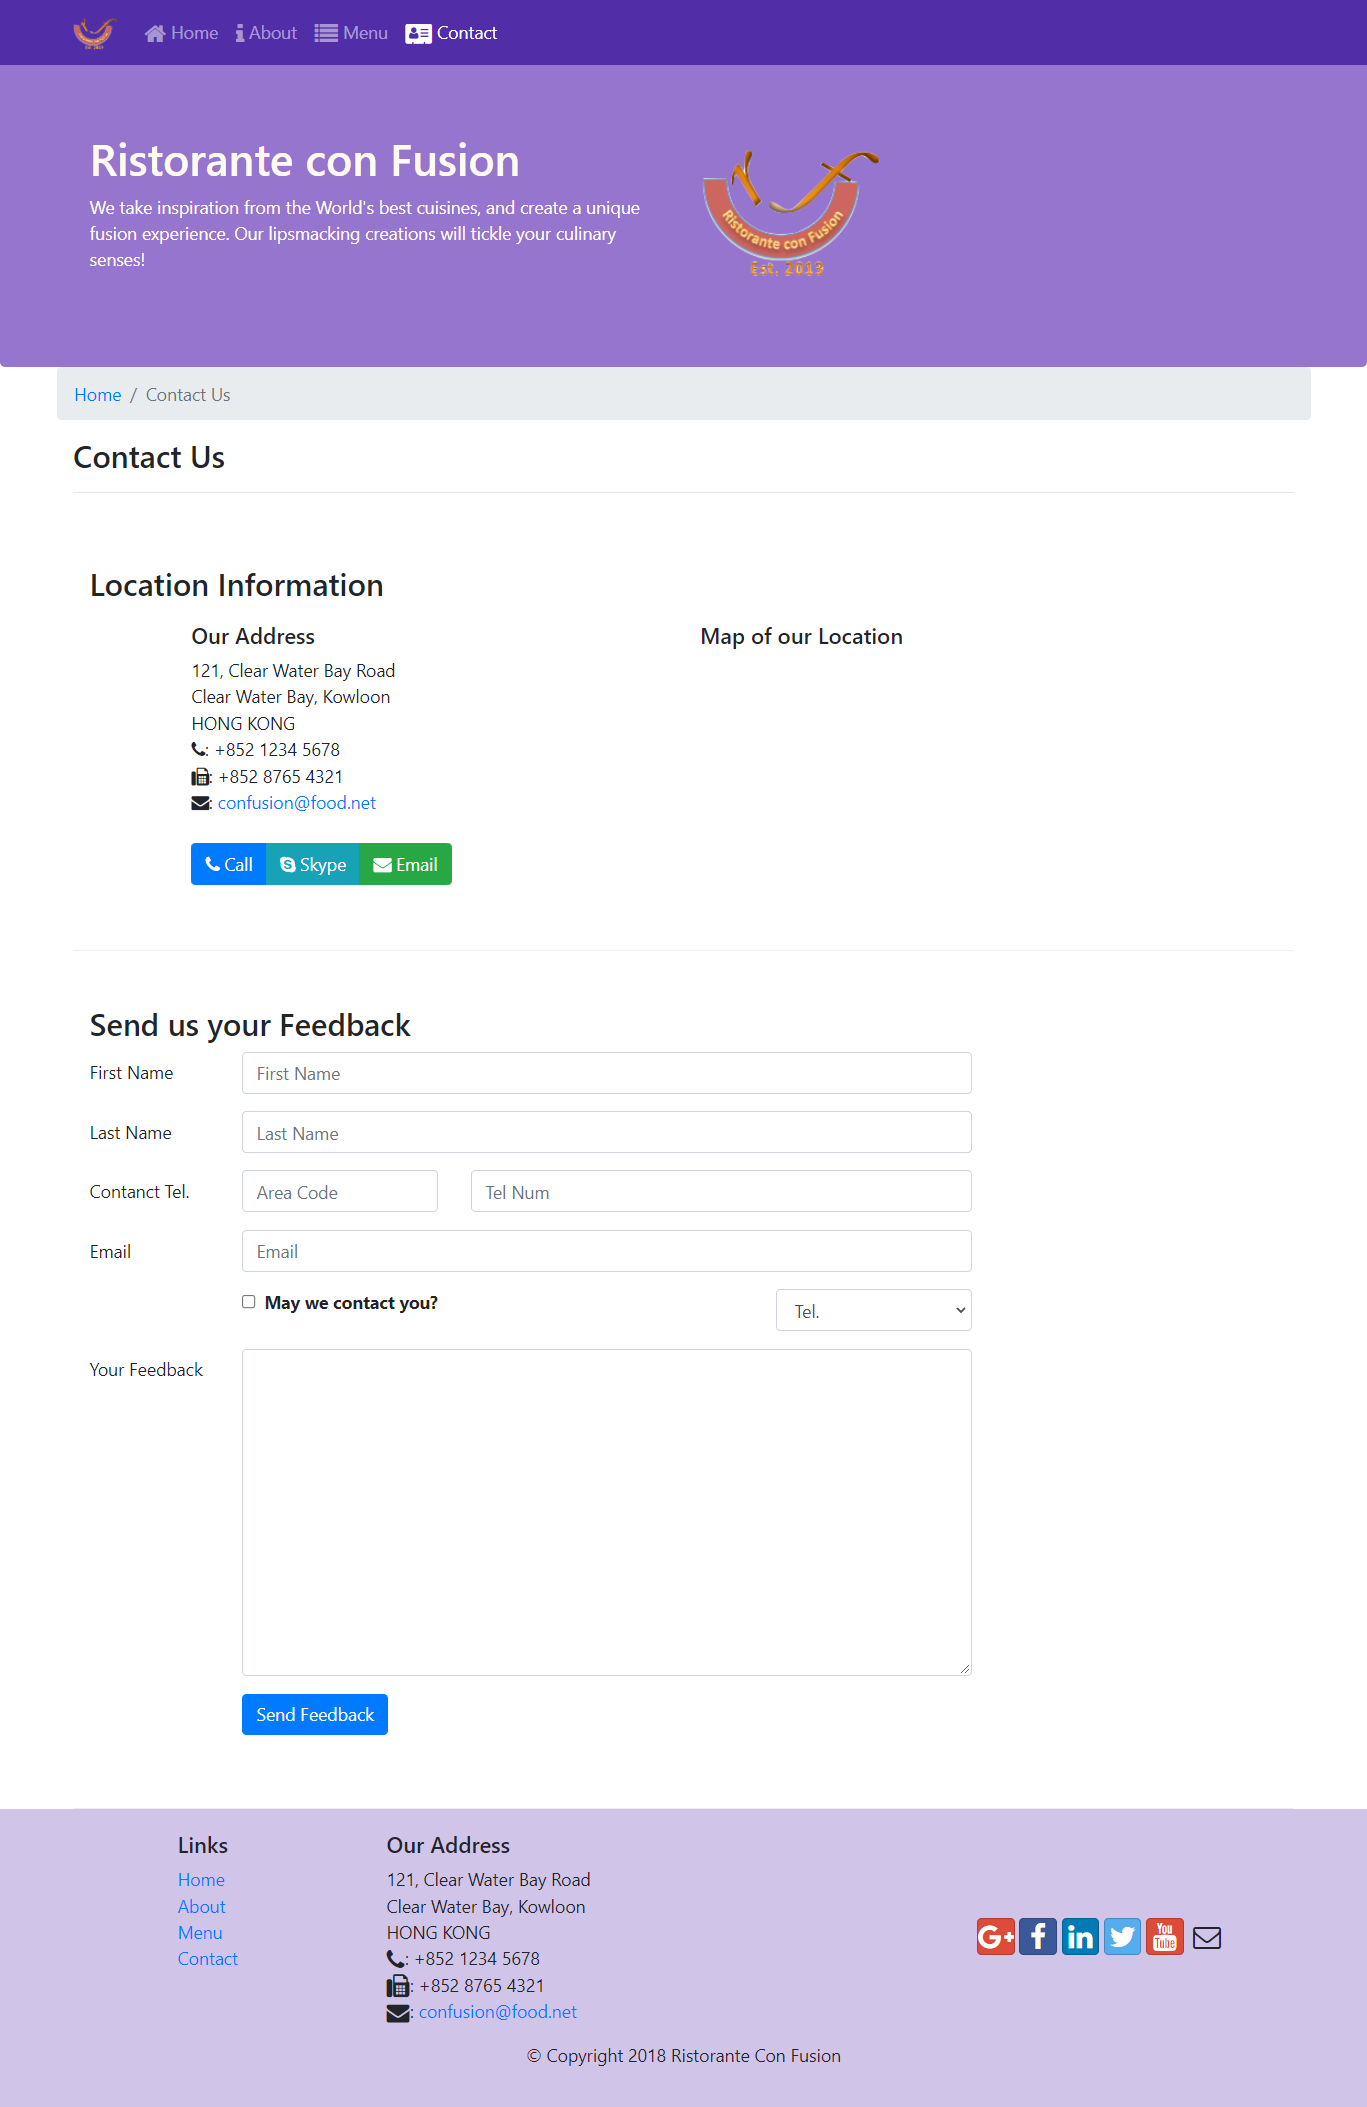 Home About Menu Contact
Ristorante con Fusion
We take inspiration from the World's best cuisines, and create a unique
fusion experience. Our lipsmacking creations will tickle your culinary
senses!
Ristorante con Fusion
Est. 2013
Home / Contact Us
Contact Us
Location Information
Our Address
121, Clear Water Bay Road
Clear Water Bay, Kowloon
HONG KONG
: +852 1234 5678
: +852 8765 4321
: confusion@food.net
Call Skype Email
Map of our Location
Send us your Feedback
First Name First Name
Last Name Last Name
Contanct Tel. Area Code Tel Num
Email Email
May we contact you? Tel.
Your Feedback
Send Feedback
Links
Home
About
Menu
Contact
Our Address
121, Clear Water Bay Road
Clear Water Bay, Kowloon
HONG KONG
: +852 1234 5678
: +852 8765 4321
: confusion@food.net
G+ f in You Tube
© Copyright 2018 Ristorante Con Fusion